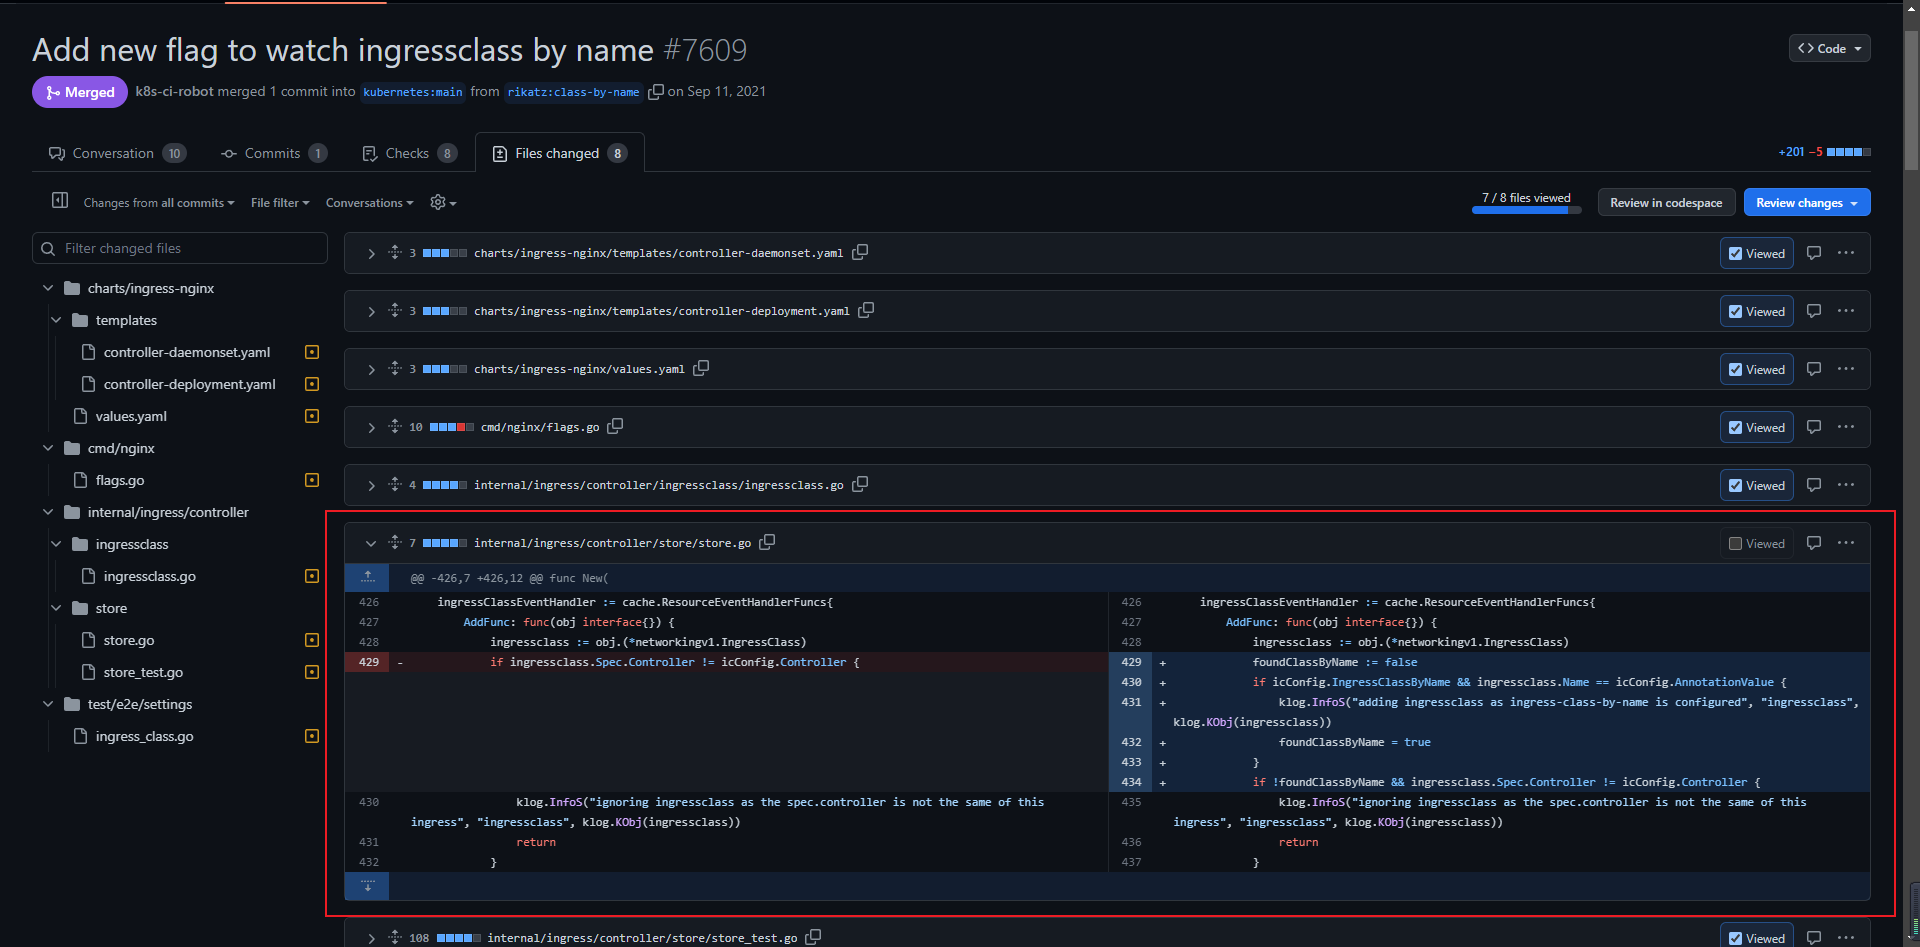 Add new flag to watch ingressclass by name #7609
<> Code
Merged k8s-ci-robot merged 1 commit into kubernetes:main from rikatz:class-by-name on Sep 11, 2021
Conversation 10 Commits 1 Checks 8 Files changed 8
+201 −5
Changes from all commits File filter Conversations
7 / 8 files viewed
Review in codespace
Review changes
Filter changed files
charts/ingress-nginx
templates
controller-daemonset.yaml
controller-deployment.yaml
values.yaml
cmd/nginx
flags.go
internal/ingress/controller
ingressclass
ingressclass.go
store
store.go
store_test.go
test/e2e/settings
ingress_class.go
3 charts/ingress-nginx/templates/controller-daemonset.yaml Viewed
3 charts/ingress-nginx/templates/controller-deployment.yaml Viewed
3 charts/ingress-nginx/values.yaml Viewed
10 cmd/nginx/flags.go Viewed
4 internal/ingress/controller/ingressclass/ingressclass.go Viewed
7 internal/ingress/controller/store/store.go Viewed
@@ -426,7 +426,12 @@ func New(
426 ingressClassEventHandler := cache.ResourceEventHandlerFuncs{
427 AddFunc: func(obj interface{}) {
428 ingressclass := obj.(*networkingv1.IngressClass)
429 - if ingressclass.Spec.Controller != icConfig.Controller {
430 klog.InfoS("ignoring ingressclass as the spec.controller is not the same of this
ingress", "ingressclass", klog.KObj(ingressclass))
431 return
432 }
426 ingressClassEventHandler := cache.ResourceEventHandlerFuncs{
427 AddFunc: func(obj interface{}) {
428 ingressclass := obj.(*networkingv1.IngressClass)
429 + foundClassByName := false
430 + if icConfig.IngressClassByName && ingressclass.Name == icConfig.AnnotationValue {
431 + klog.InfoS("adding ingressclass as ingress-class-by-name is configured", "ingressclass",
klog.KObj(ingressclass))
432 + foundClassByName = true
433 + }
434 + if !foundClassByName && ingressclass.Spec.Controller != icConfig.Controller {
435 klog.InfoS("ignoring ingressclass as the spec.controller is not the same of this
ingress", "ingressclass", klog.KObj(ingressclass))
436 return
437 }
108 internal/ingress/controller/store/store_test.go Viewed